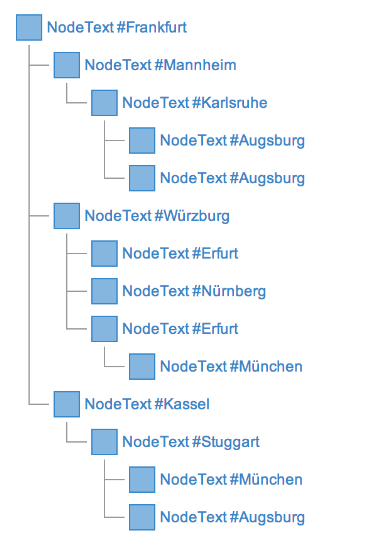 NodeText #Frankfurt
NodeText #Mannheim
NodeText #Karlsruhe
NodeText #Augsburg
NodeText #Augsburg
NodeText #Würzburg
NodeText #Erfurt
NodeText #Nürnberg
NodeText #Erfurt
NodeText #München
NodeText #Kassel
NodeText #Stuggart
NodeText #München
NodeText #Augsburg